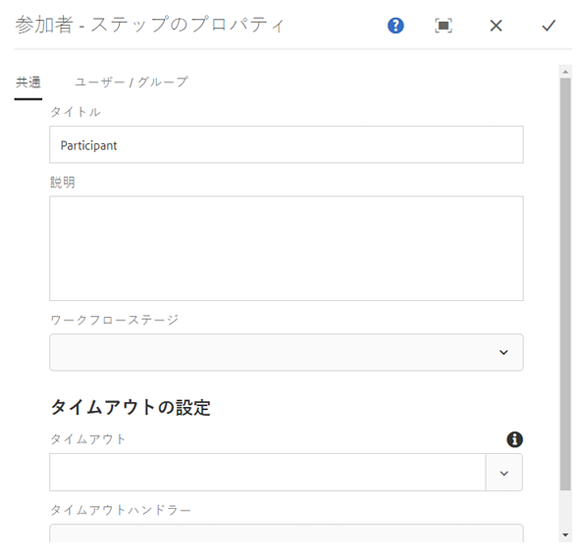 参加者 - ステップのプロパティ
共通 ユーザー / グループ
タイトル
Participant
説明
ワークフローステージ
タイムアウトの設定
タイムアウト
タイムアウトハンドラー